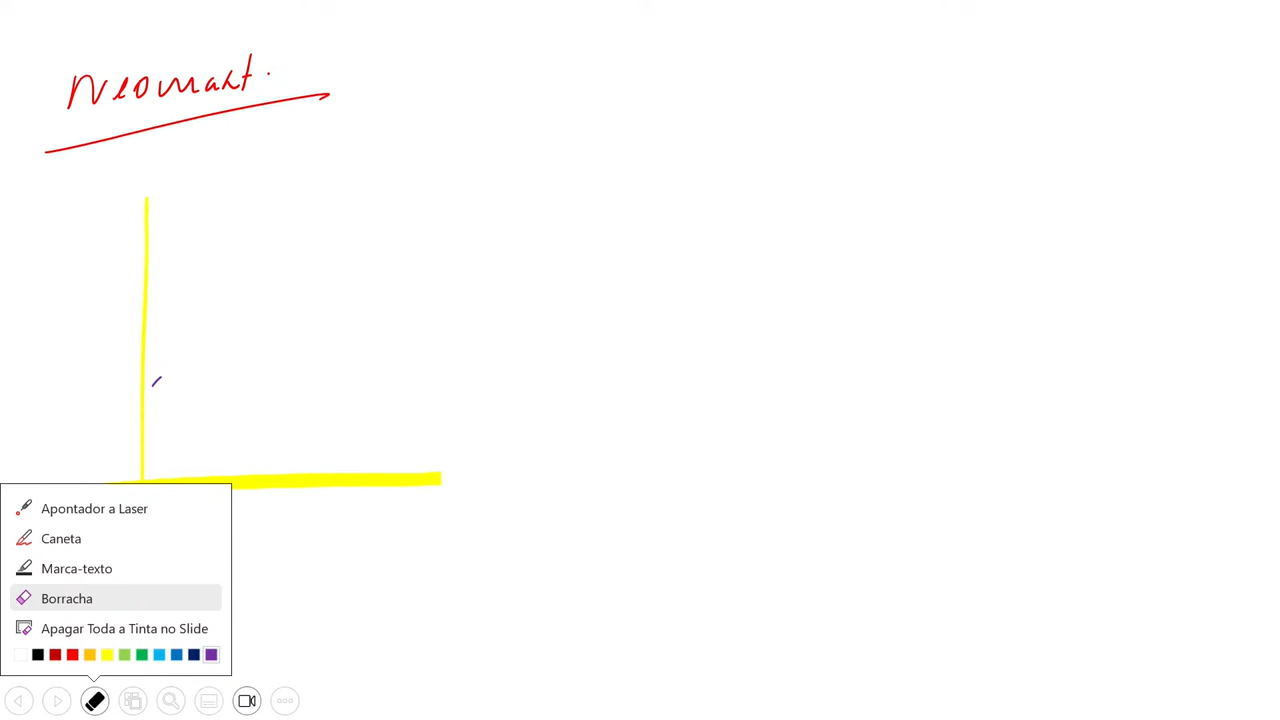 Neomart.
Apontador a Laser
Caneta
Marca-texto
Borracha
Apagar Toda a Tinta no Slide